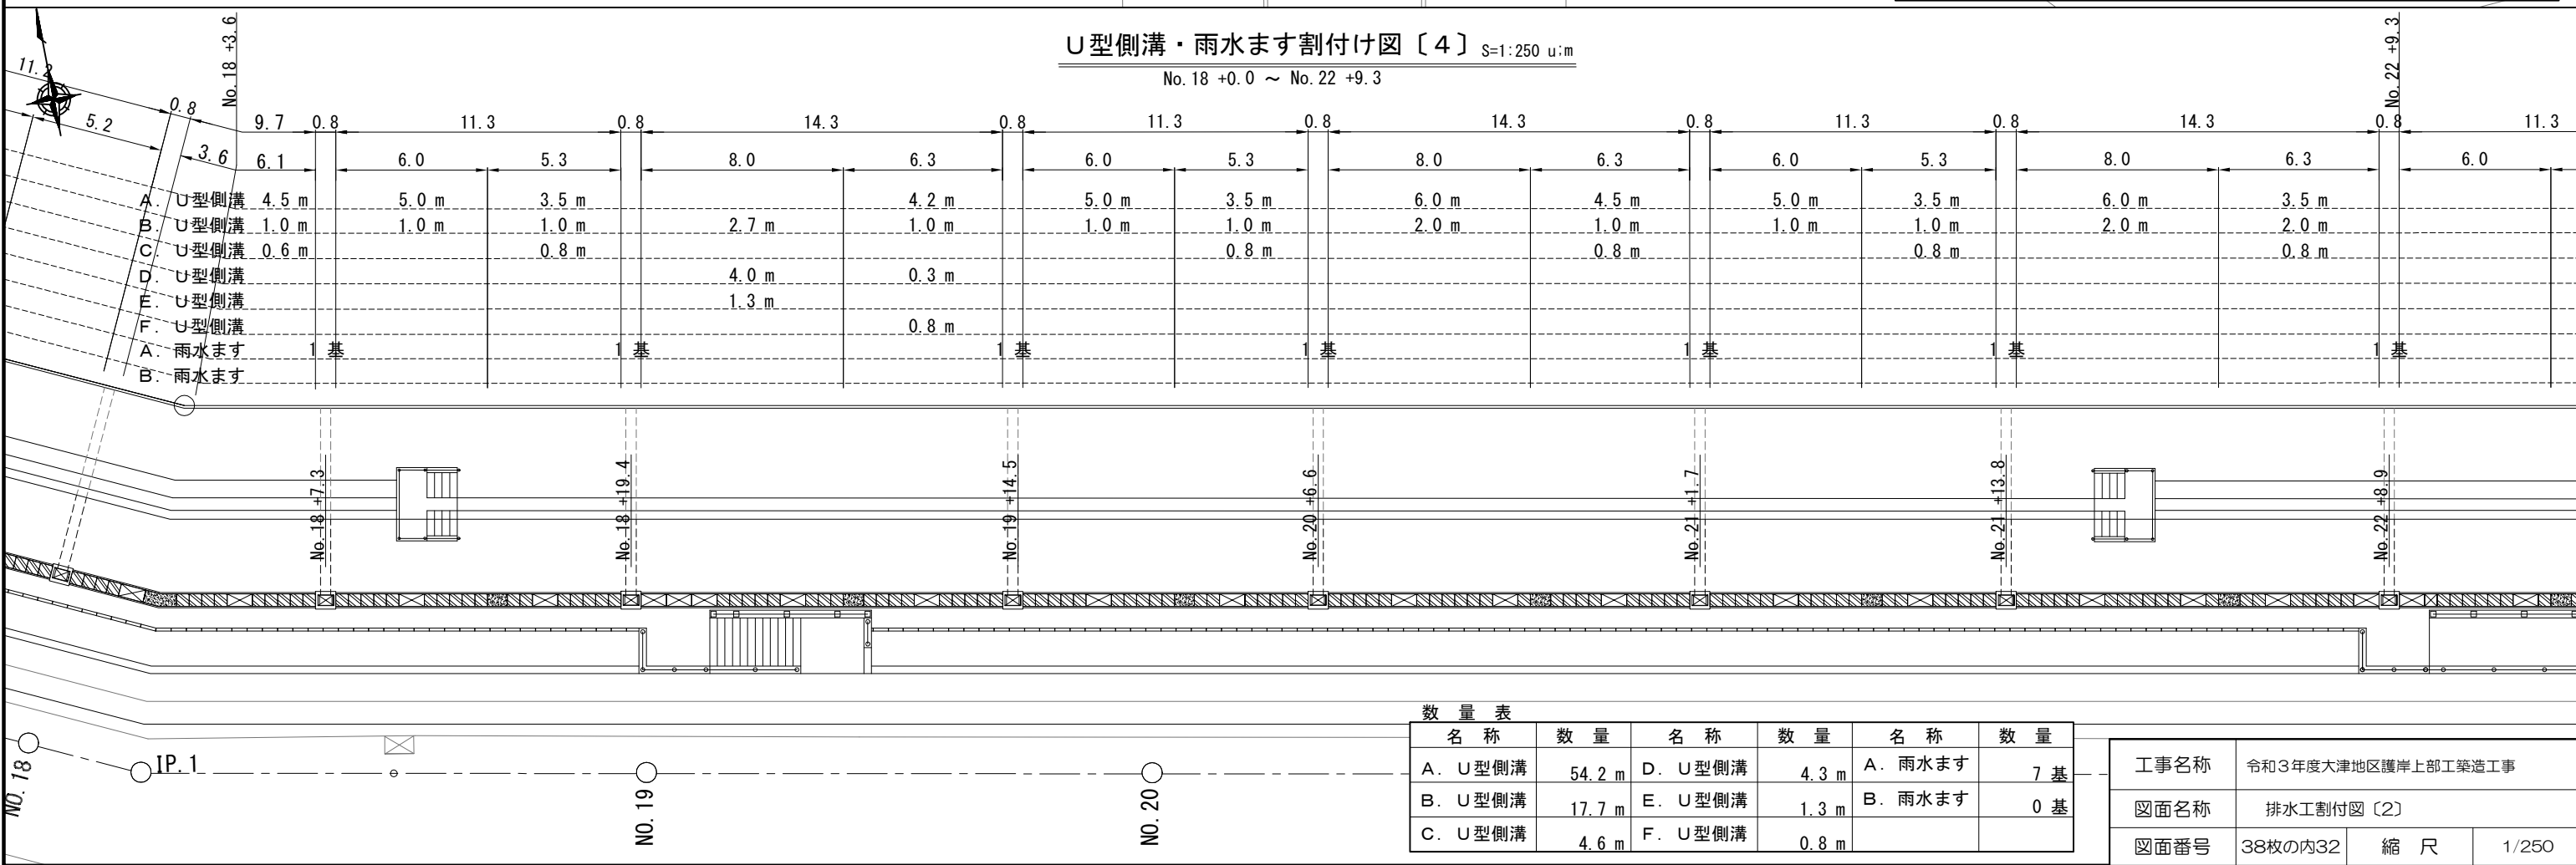 U型側溝・雨水ます割付け図〔4〕 S=1:250 u:m
No.18 +0.0 ～ No.22 +9.3
No.18 +3.6
No.22 +9.3
11.2 0.8 9.7 0.8 11.3 0.8 14.3 0.8 11.3 0.8 14.3 0.8 11.3 0.8 14.3 0.8 11.3
5.2 3.6 6.1 6.0 5.3 8.0 6.3 6.0 5.3 8.0 6.3 6.0 5.3 8.0 6.3 6.0
A. U型側溝 4.5 m 5.0 m 3.5 m 4.2 m 5.0 m 3.5 m 6.0 m 4.5 m 5.0 m 3.5 m 6.0 m 3.5 m
B. U型側溝 1.0 m 1.0 m 1.0 m 2.7 m 1.0 m 1.0 m 1.0 m 2.0 m 1.0 m 1.0 m 1.0 m 2.0 m 2.0 m
C. U型側溝 0.6 m 0.8 m 0.8 m 0.8 m 0.8 m 0.8 m
D. U型側溝 4.0 m 0.3 m
E. U型側溝 1.3 m
F. U型側溝 0.8 m
A. 雨水ます 1 基 1 基 1 基 1 基 1 基 1 基 1 基
B. 雨水ます
No.18 +7.3
No.18 +19.4
No.19 +14.5
No.20 +6.6
No.21 +1.7
No.21 +13.8
No.22 +8.9
NO.18
IP.1
NO.19
NO.20
数 量 表
名 称 数 量 名 称 数 量 名 称 数 量
A. U型側溝 54.2 m D. U型側溝 4.3 m A. 雨水ます 7 基
B. U型側溝 17.7 m E. U型側溝 1.3 m B. 雨水ます 0 基
C. U型側溝 4.6 m F. U型側溝 0.8 m
工事名称 令和3年度大津地区護岸上部工築造工事
図面名称 排水工割付図〔2〕
図面番号 38枚の内32 縮 尺 1/250